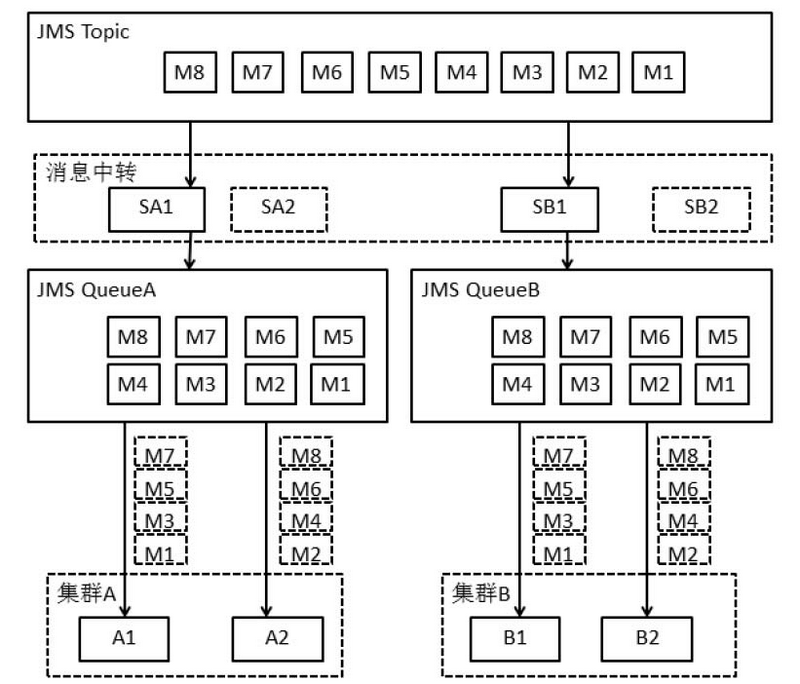 JMS Topic
M8 M7 M6 M5 M4 M3 M2 M1
消息中转
SA1 SA2 SB1 SB2
JMS QueueA
M8 M7 M6 M5
M4 M3 M2 M1
JMS QueueB
M8 M7 M6 M5
M4 M3 M2 M1
M7 M8
M5 M6
M3 M4
M1 M2
M7 M8
M5 M6
M3 M4
M1 M2
集群A
A1 A2
集群B
B1 B2